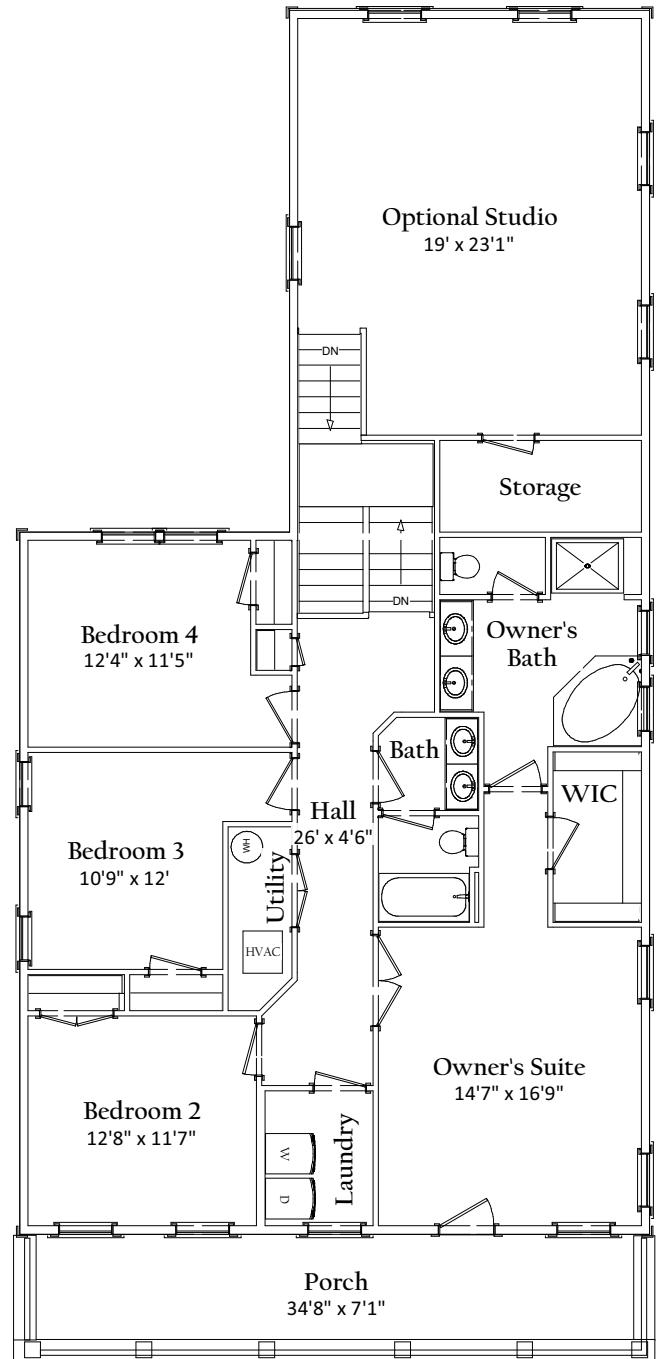 Optional Studio
19' x 23'1"
DN
Storage
DN
Bedroom 4
12'4" x 11'5"
Owner's
Bath
Bath
WIC
Hall
26' x 4'6"
Bedroom 3
10'9" x 12'
WH
Utility
HVAC
Owner's Suite
14'7" x 16'9"
Bedroom 2
12'8" x 11'7"
W
D
Laundry
Porch
34'8" x 7'1"